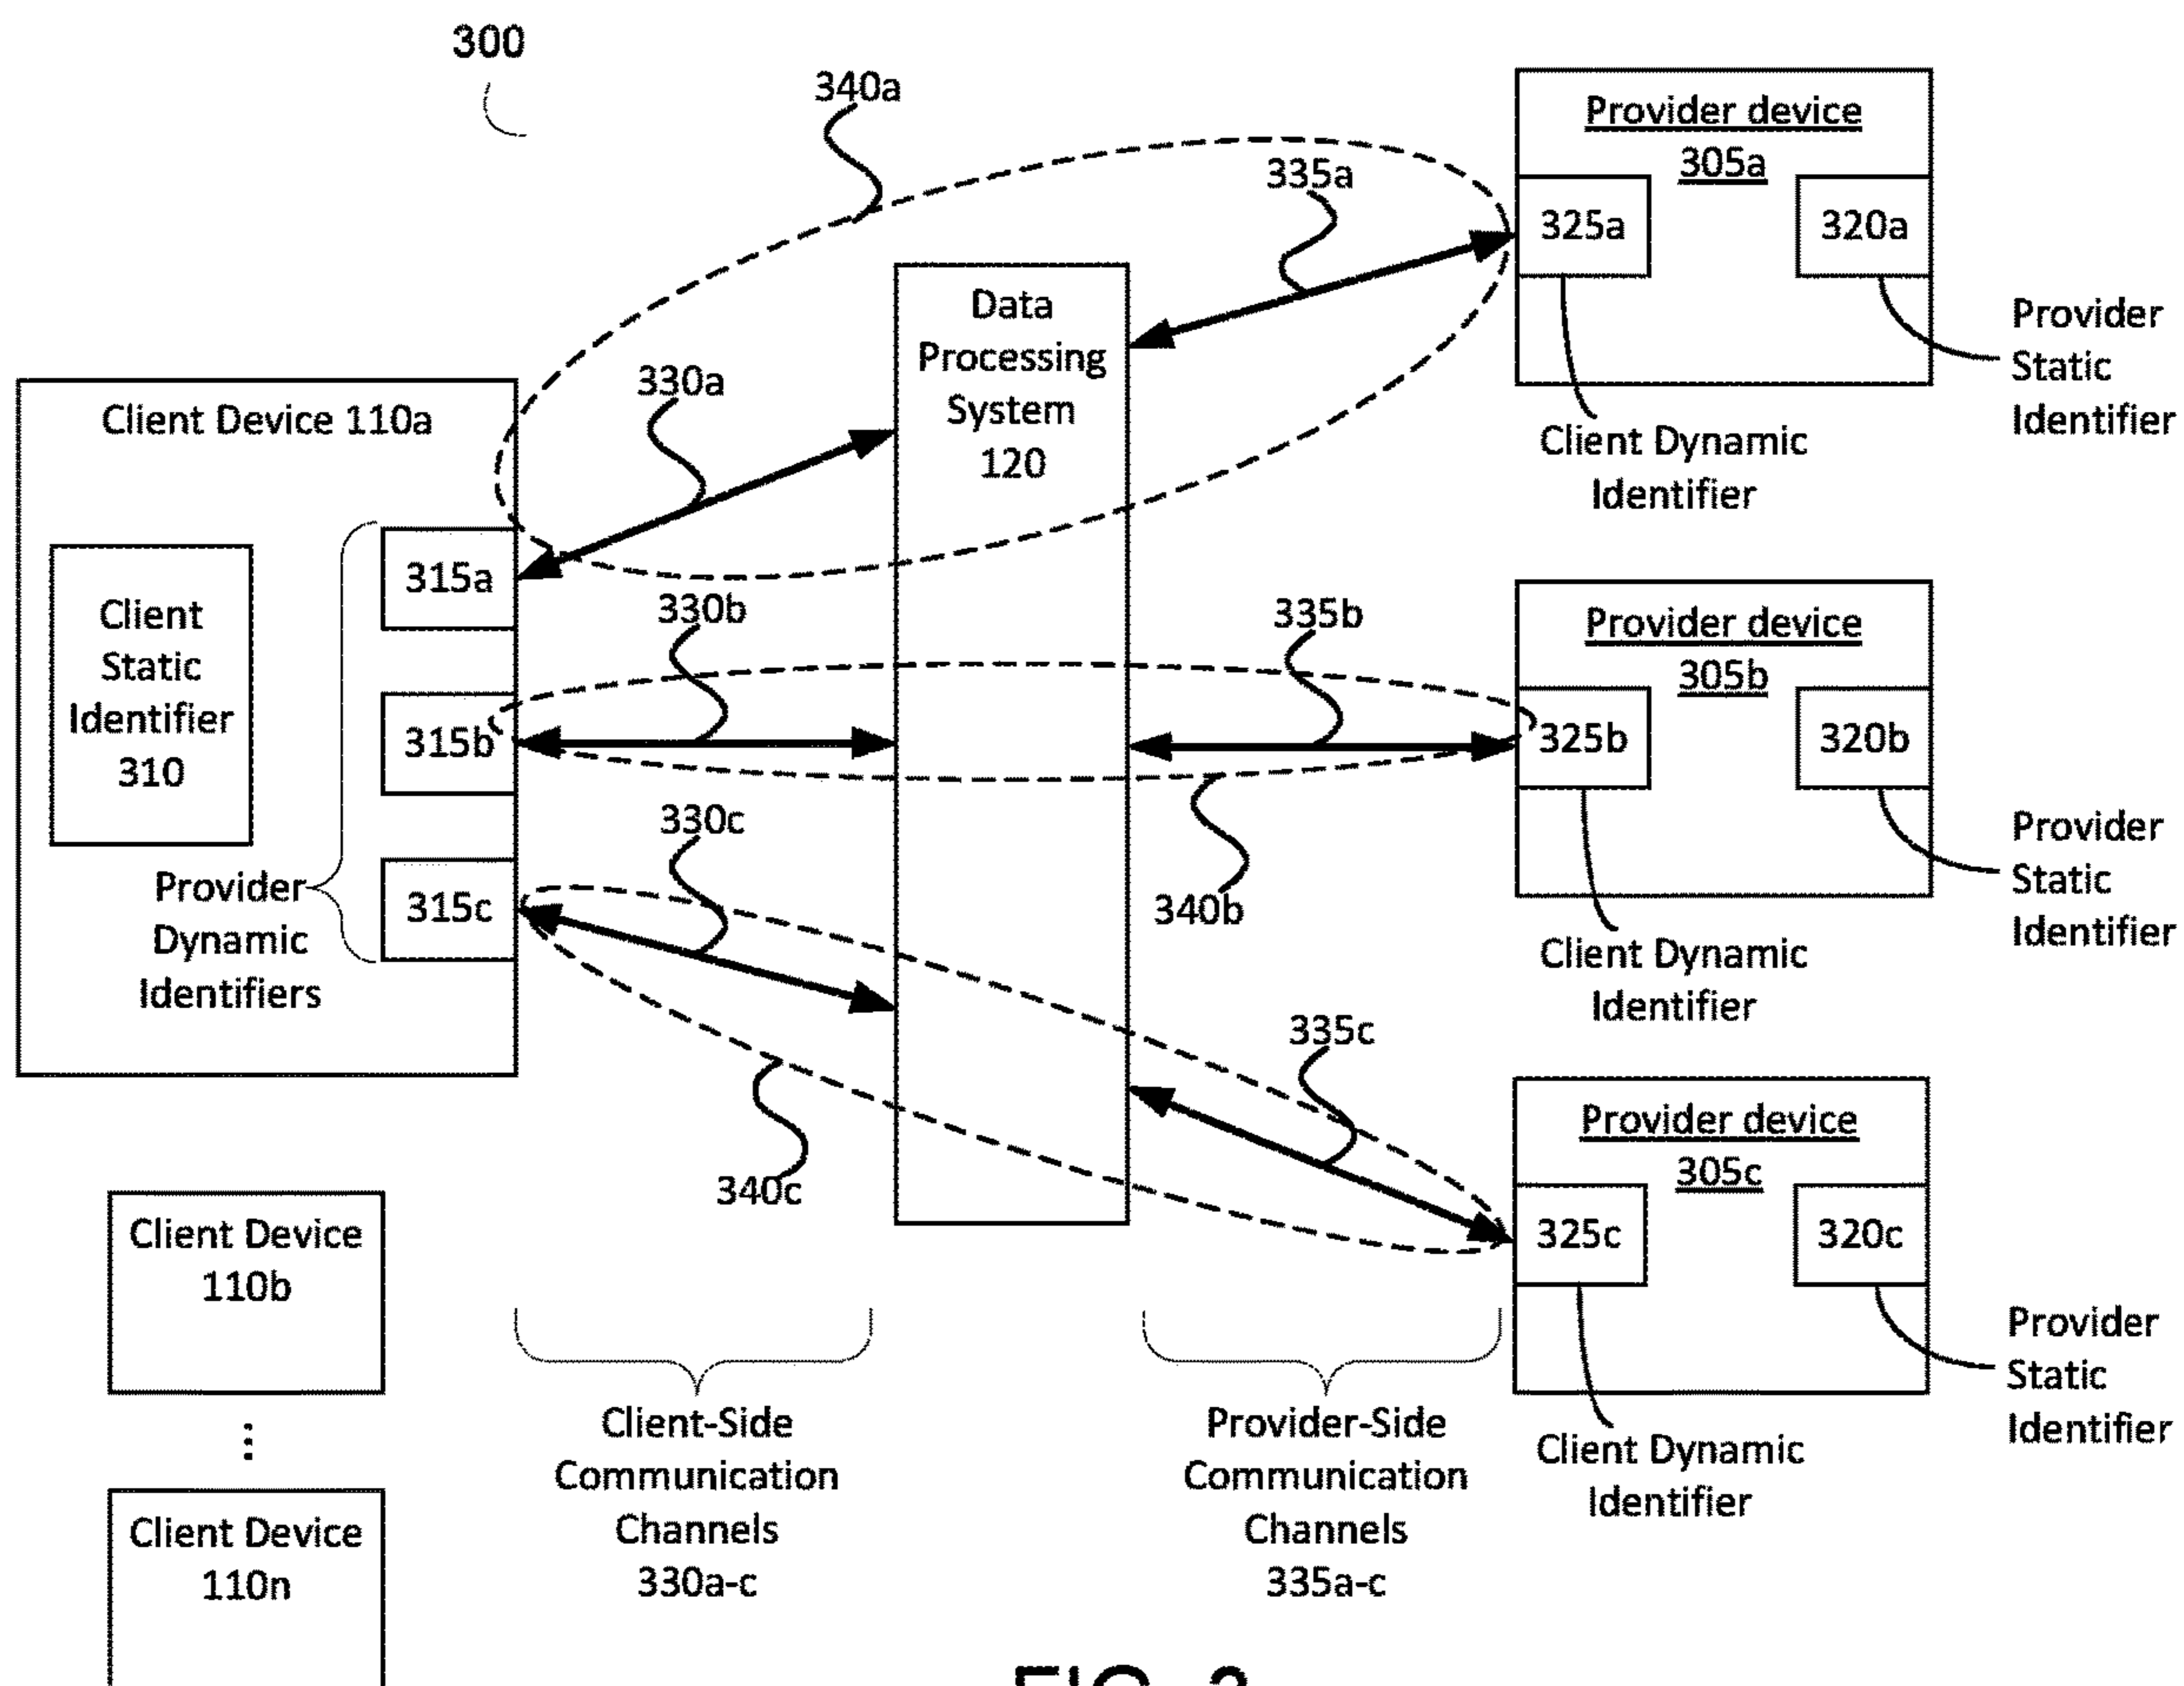 300
340a
335a
Provider device
305a
325a
320a
Provider
Static
Identifier
Client Dynamic
Identifier
Data
Processing
System
120
330a
Client Device 110a
Client
Static
Identifier
310
315a
315b
315c
Provider
Dynamic
Identifiers
330b
335b
Provider device
305b
325b
320b
Provider
Static
Identifier
Client Dynamic
Identifier
330c
340b
340c
335c
Provider device
305c
325c
320c
Provider
Static
Identifier
Client Dynamic
Identifier
Client Device
110b
⋮
Client Device
110n
Client-Side
Communication
Channels
330a-c
Provider-Side
Communication
Channels
335a-c